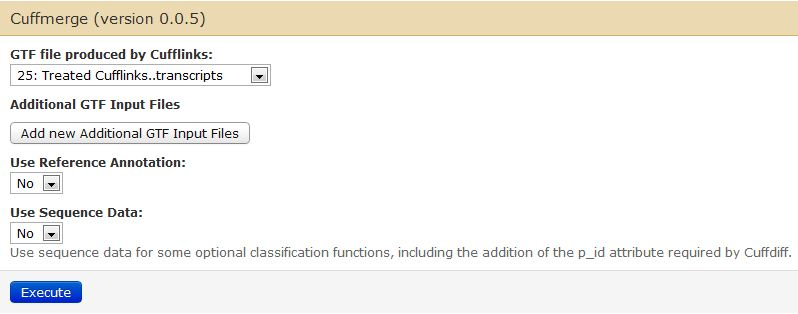 Cuffmerge (version 0.0.5)
GTF file produced by Cufflinks:
25: Treated Cufflinks..transcripts
Additional GTF Input Files
Add new Additional GTF Input Files
Use Reference Annotation:
No
Use Sequence Data:
No
Use sequence data for some optional classification functions, including the addition of the p_id attribute required by Cuffdiff.
Execute